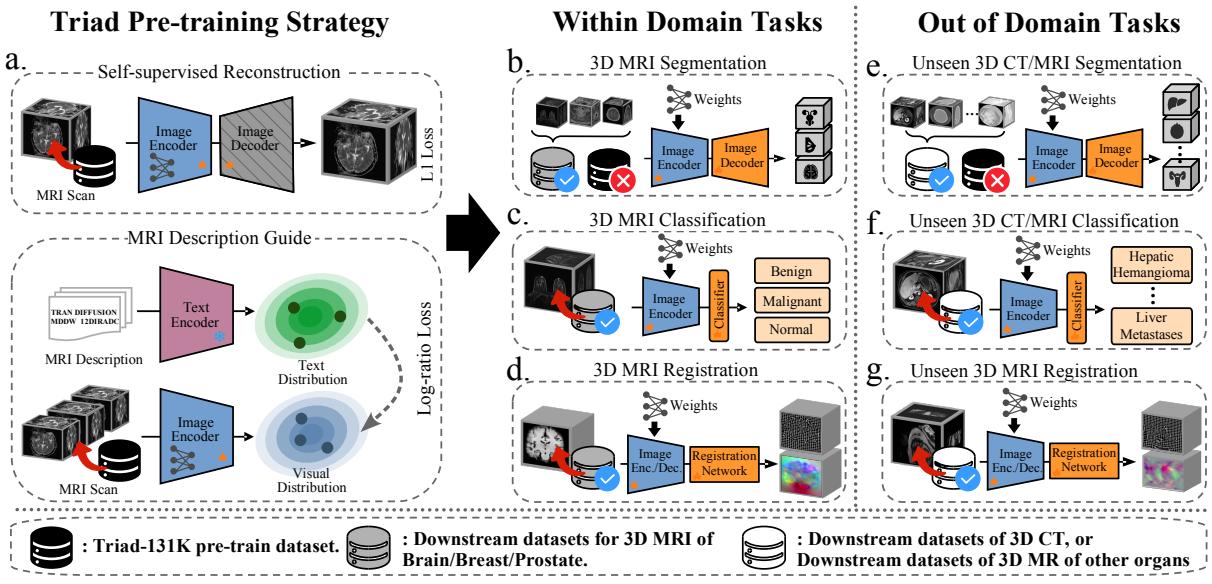 Triad Pre-training Strategy
Within Domain Tasks
Out of Domain Tasks
a.
Self-supervised Reconstruction
Image
Encoder
Image
Decoder
L1 Loss
MRI Scan
MRI Description Guide
TRAN DIFFUSION
MDDW 12DIRADC
MRI Description
Text
Encoder
Text
Distribution
Log-ratio Loss
Image
Encoder
MRI Scan
Visual
Distribution
b.
3D MRI Segmentation
Weights
Image
Encoder
Image
Decoder
c.
3D MRI Classification
Weights
Image
Encoder
Classifier
Benign
Malignant
Normal
d.
3D MRI Registration
Weights
Image
Enc./Dec.
Registration
Network
e.
Unseen 3D CT/MRI Segmentation
Weights
Image
Encoder
Image
Decoder
f.
Unseen 3D CT/MRI Classification
Weights
Image
Encoder
Classifier
Hepatic
Hemangioma
Liver
Metastases
g.
Unseen 3D MRI Registration
Weights
Image
Enc./Dec.
Registration
Network
: Triad-131K pre-train dataset.
: Downstream datasets for 3D MRI of
Brain/Breast/Prostate.
: Downstream datasets of 3D CT, or
Downstream datasets of 3D MR of other organs